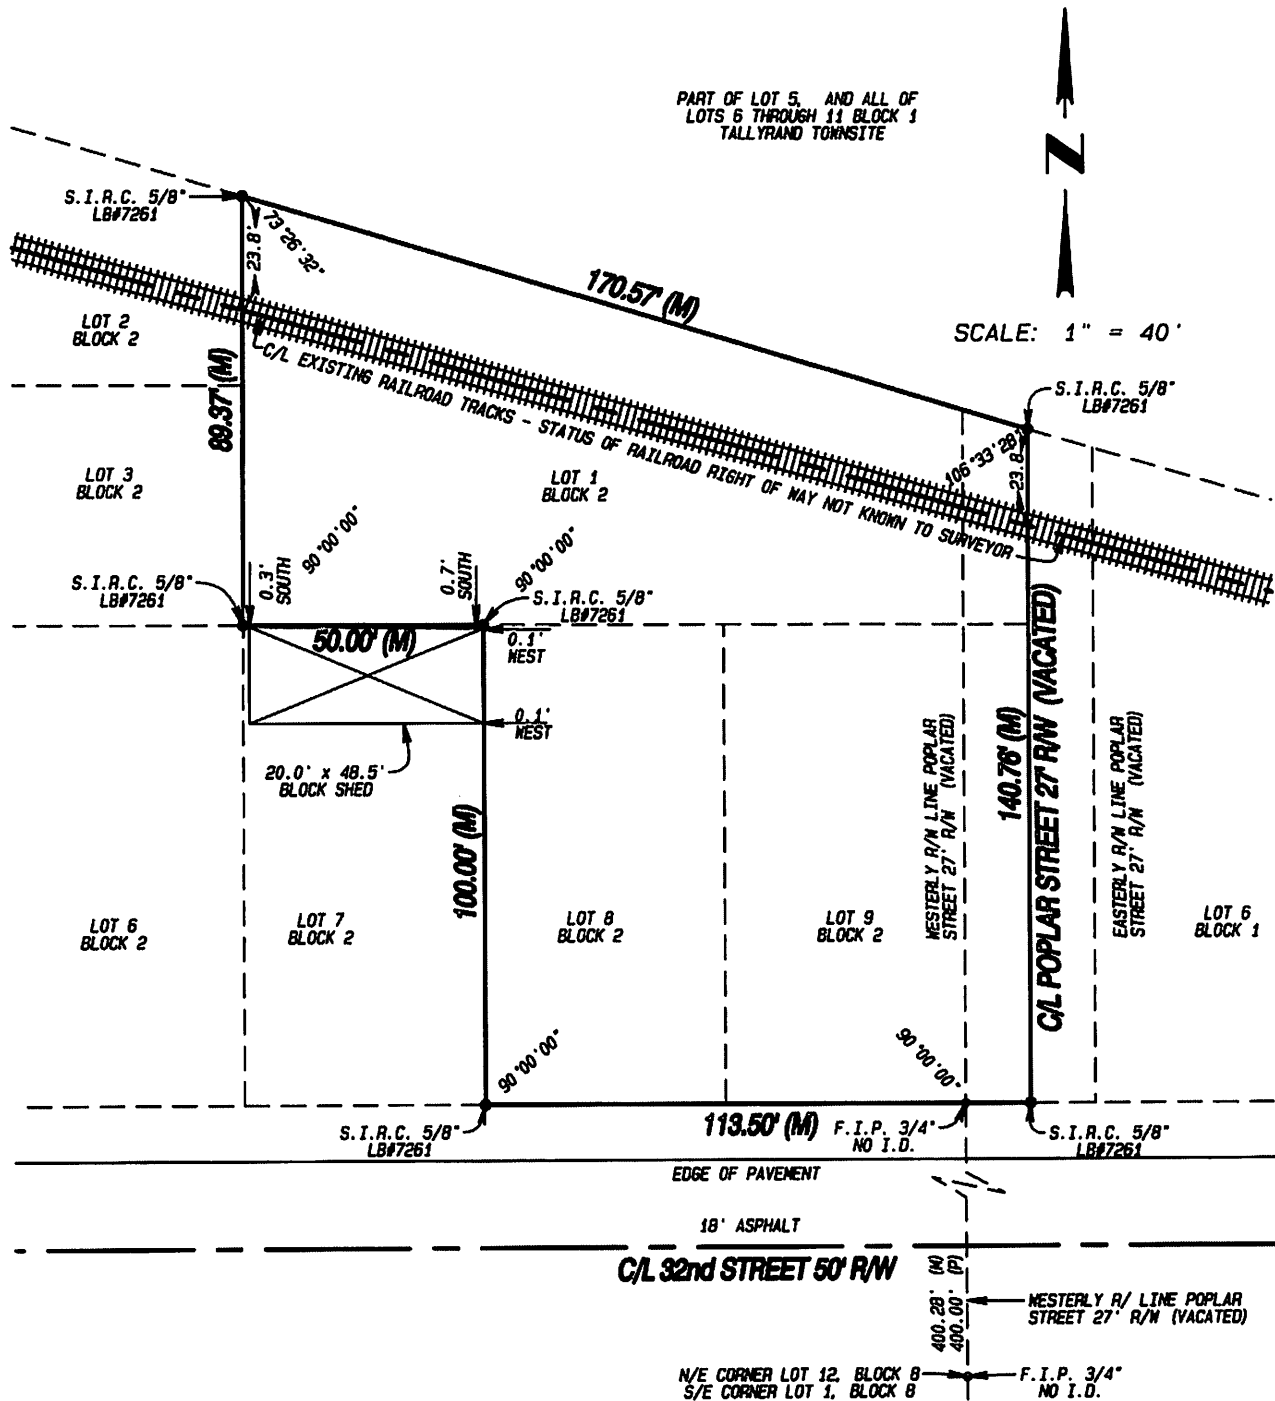 PART OF LOT 5, AND ALL OF
LOTS 6 THROUGH 11 BLOCK 1
TALLYRAND TOWNSITE
N
S.I.R.C. 5/8"
LB#7261
23.8'
73°26'32"
170.57' (M)
SCALE: 1" = 40'
LOT 2
BLOCK 2
C/L EXISTING RAILROAD TRACKS - STATUS OF RAILROAD RIGHT OF WAY NOT KNOWN TO SURVEYOR
89.37' (M)
S.I.R.C. 5/8"
LB#7261
106°33'28"
23.8'
LOT 3
BLOCK 2
LOT 1
BLOCK 2
90°00'00"
90°00'00"
0.3'
SOUTH
0.7'
SOUTH
S.I.R.C. 5/8"
LB#7261
S.I.R.C. 5/8"
LB#7261
50.00' (M)
0.1'
WEST
0.1'
WEST
20.0' x 48.5'
BLOCK SHED
100.00' (M)
WESTERLY R/W LINE POPLAR
STREET 27' R/W (VACATED)
140.76' (M)
C/L POPLAR STREET 27' R/W (VACATED)
EASTERLY R/W LINE POPLAR
STREET 27' R/W (VACATED)
LOT 6
BLOCK 2
LOT 7
BLOCK 2
LOT 8
BLOCK 2
LOT 9
BLOCK 2
LOT 6
BLOCK 1
90°00'00"
90°00'00"
S.I.R.C. 5/8"
LB#7261
113.50' (M)
F.I.P. 3/4"
NO I.D.
S.I.R.C. 5/8"
LB#7261
EDGE OF PAVEMENT
18' ASPHALT
C/L 32nd STREET 50' R/W
400.28' (M)
400.00' (P)
WESTERLY R/ LINE POPLAR
STREET 27' R/W (VACATED)
N/E CORNER LOT 12, BLOCK 8
S/E CORNER LOT 1, BLOCK 8
F.I.P. 3/4"
NO I.D.